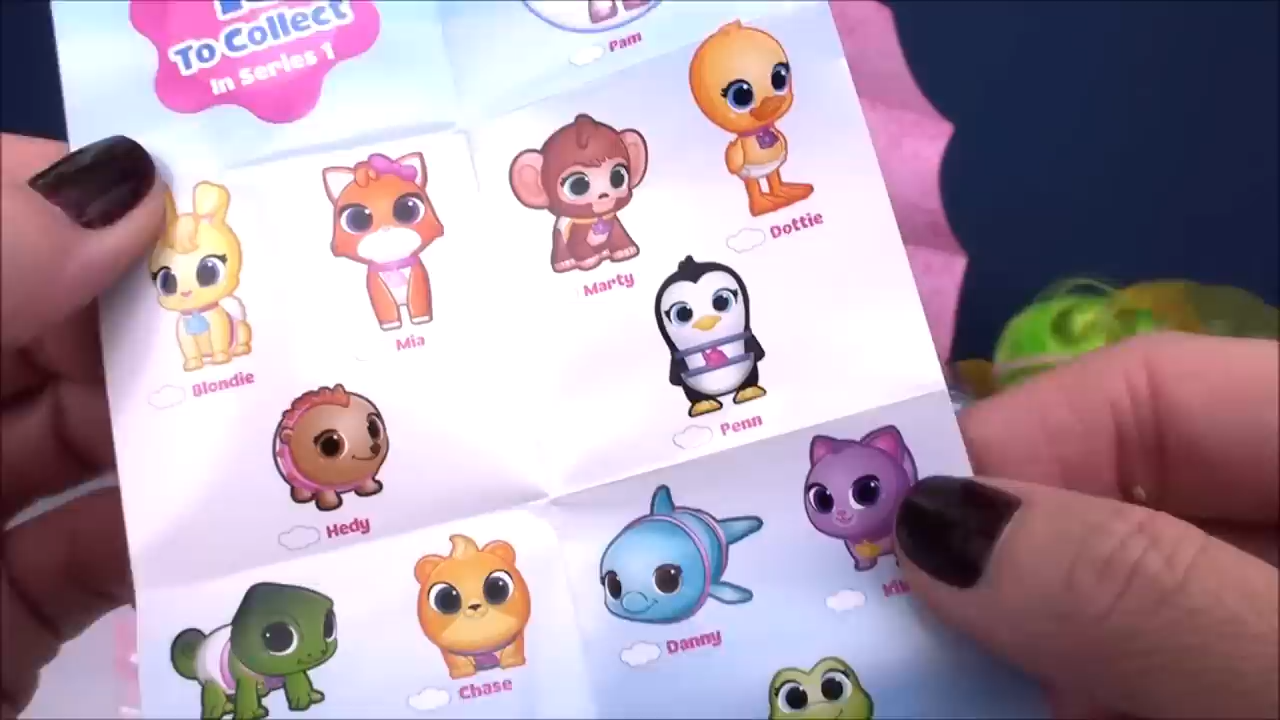 To Collect
In Series 1
Pam
Dottie
Marty
Mia
Blondie
Penn
Hedy
Danny
Chase